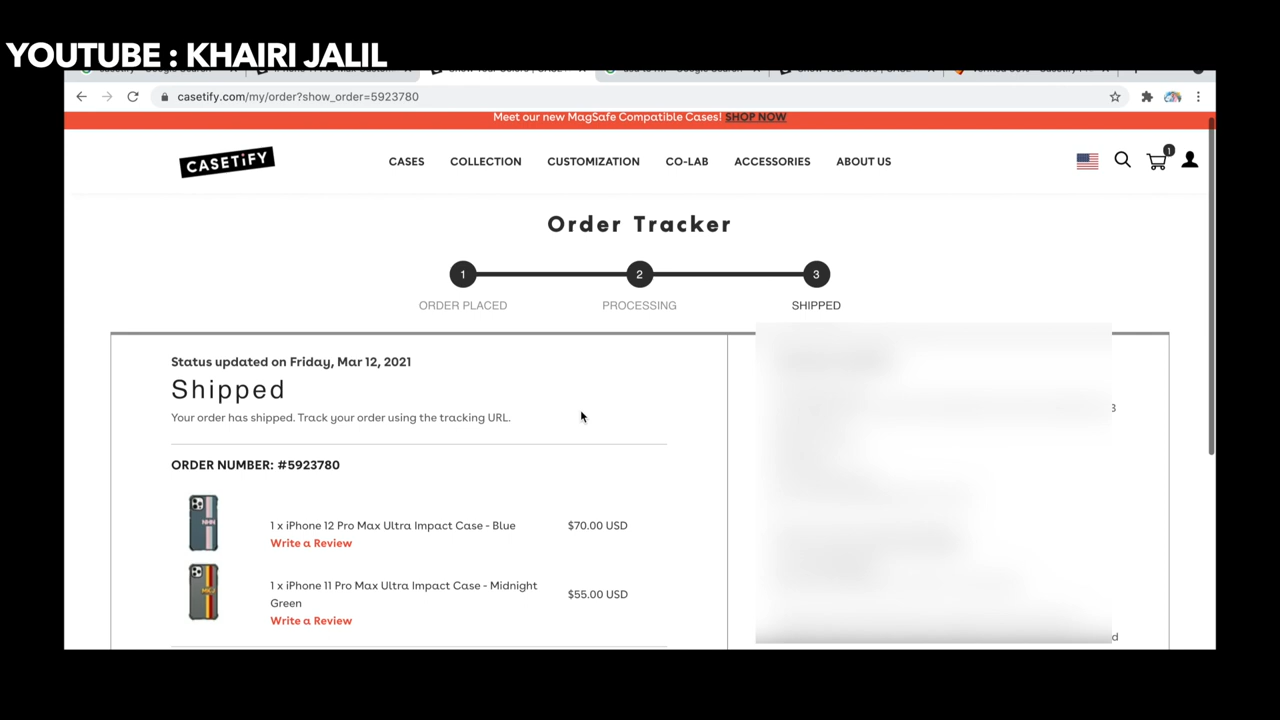 YOUTUBE : KHAIRI JALIL
casetify.com/my/order?show_order=5923780
Meet our new MagSafe Compatible Cases! SHOP NOW
CASETiFY
CASES COLLECTION CUSTOMIZATION CO-LAB ACCESSORIES ABOUT US
1
Order Tracker
1 2 3
ORDER PLACED PROCESSING SHIPPED
Status updated on Friday, Mar 12, 2021
Shipped
Your order has shipped. Track your order using the tracking URL.
ORDER NUMBER: #5923780
1 x iPhone 12 Pro Max Ultra Impact Case - Blue $70.00 USD
Write a Review
1 x iPhone 11 Pro Max Ultra Impact Case - Midnight
Green
$55.00 USD
Write a Review